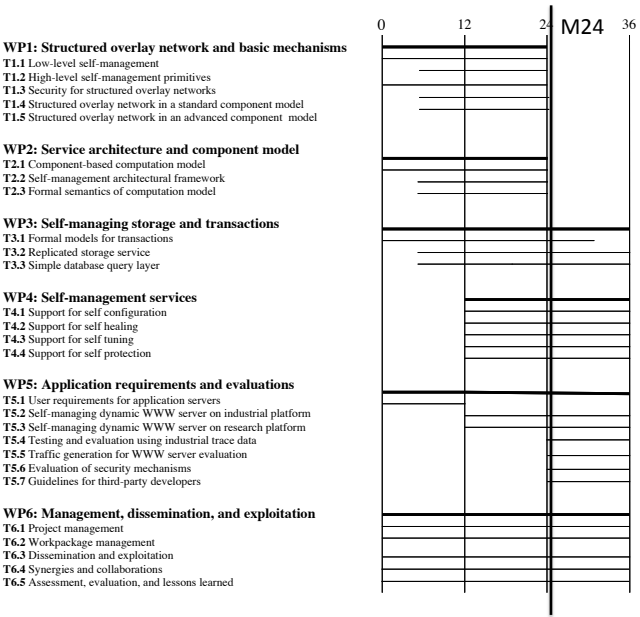 0 12 24 M24 36
WP1: Structured overlay network and basic mechanisms
T1.1 Low-level self-management
T1.2 High-level self-management primitives
T1.3 Security for structured overlay networks
T1.4 Structured overlay network in a standard component model
T1.5 Structured overlay network in an advanced component model
WP2: Service architecture and component model
T2.1 Component-based computation model
T2.2 Self-management architectural framework
T2.3 Formal semantics of computation model
WP3: Self-managing storage and transactions
T3.1 Formal models for transactions
T3.2 Replicated storage service
T3.3 Simple database query layer
WP4: Self-management services
T4.1 Support for self configuration
T4.2 Support for self healing
T4.3 Support for self tuning
T4.4 Support for self protection
WP5: Application requirements and evaluations
T5.1 User requirements for application servers
T5.2 Self-managing dynamic WWW server on industrial platform
T5.3 Self-managing dynamic WWW server on research platform
T5.4 Testing and evaluation using industrial trace data
T5.5 Traffic generation for WWW server evaluation
T5.6 Evaluation of security mechanisms
T5.7 Guidelines for third-party developers
WP6: Management, dissemination, and exploitation
T6.1 Project management
T6.2 Workpackage management
T6.3 Dissemination and exploitation
T6.4 Synergies and collaborations
T6.5 Assessment, evaluation, and lessons learned